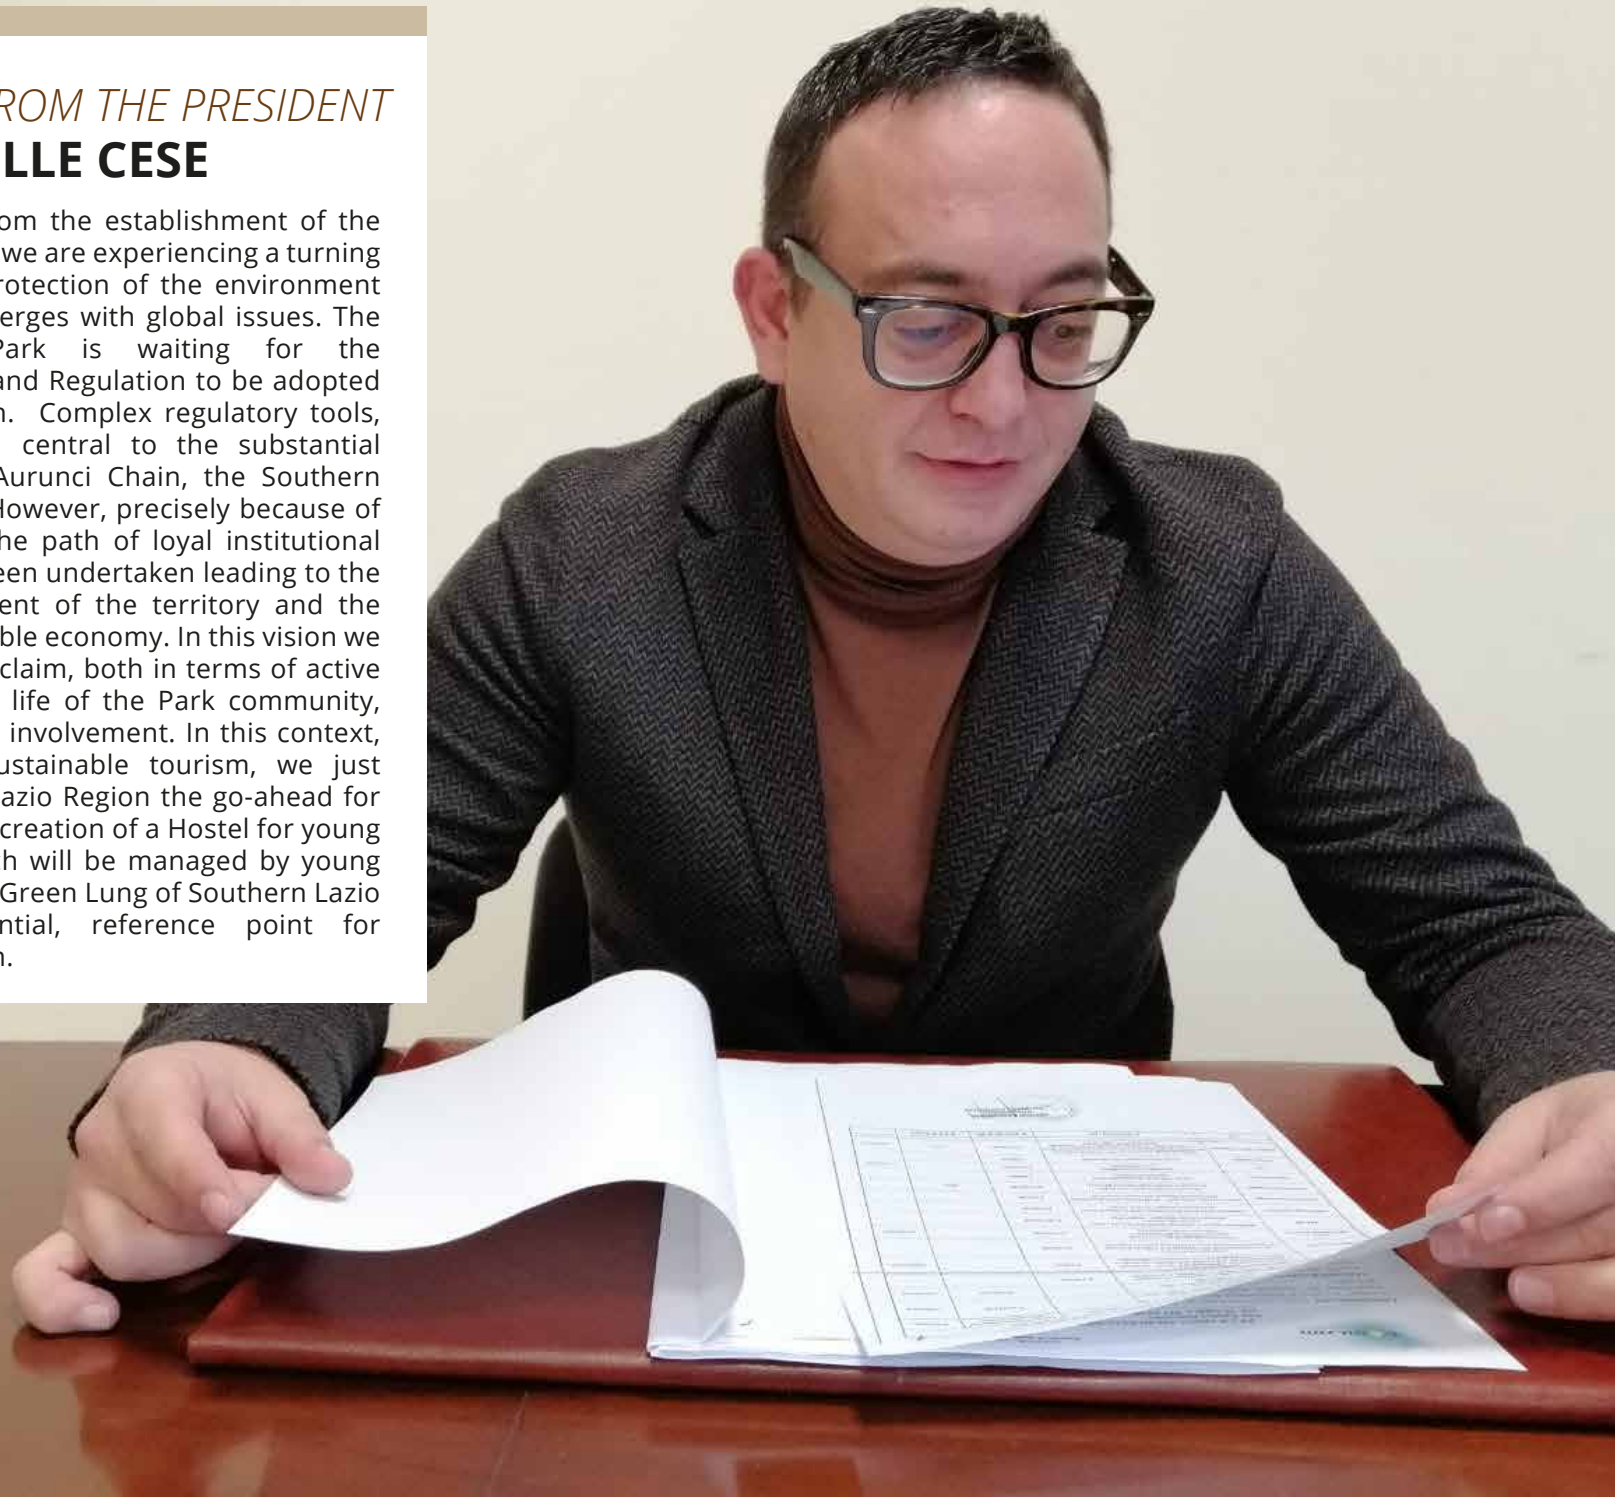 ROM THE PRESIDENT
LLE CESE
om the establishment of the
we are experiencing a turning
rotection of the environment
erges with global issues. The
Park is waiting for the
and Regulation to be adopted
n. Complex regulatory tools,
central to the substantial
Aurunci Chain, the Southern
However, precisely because of
he path of loyal institutional
een undertaken leading to the
ent of the territory and the
ble economy. In this vision we
claim, both in terms of active
life of the Park community,
involvement. In this context,
ustainable tourism, we just
azio Region the go-ahead for
creation of a Hostel for young
h will be managed by young
Green Lung of Southern Lazio
ntial, reference point for
n.